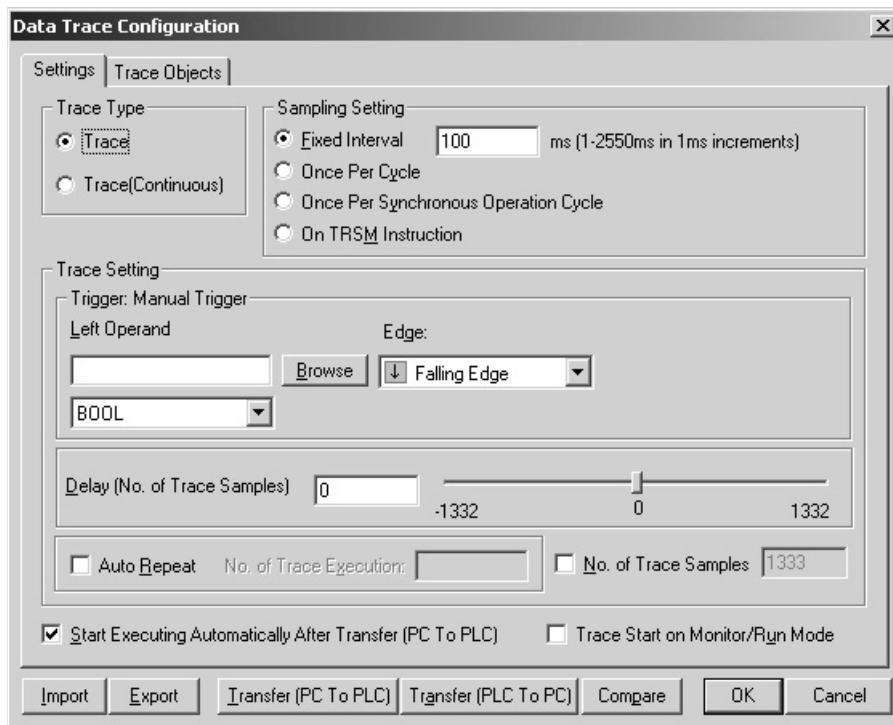 Data Trace Configuration
Settings
Trace Objects
Trace Type
Trace
Trace(Continuous)
Sampling Setting
Fixed Interval 100 ms (1-2550ms in 1ms increments)
Once Per Cycle
Once Per Synchronous Operation Cycle
On TRSM Instruction
Trace Setting
Trigger: Manual Trigger
Left Operand
Edge:
Browse
Falling Edge
BOOL
Delay (No. of Trace Samples) 0
-1332 0 1332
Auto Repeat No. of Trace Execution:
No. of Trace Samples 1333
Start Executing Automatically After Transfer (PC To PLC)
Trace Start on Monitor/Run Mode
Import
Export
Transfer (PC To PLC)
Transfer (PLC To PC)
Compare
OK
Cancel